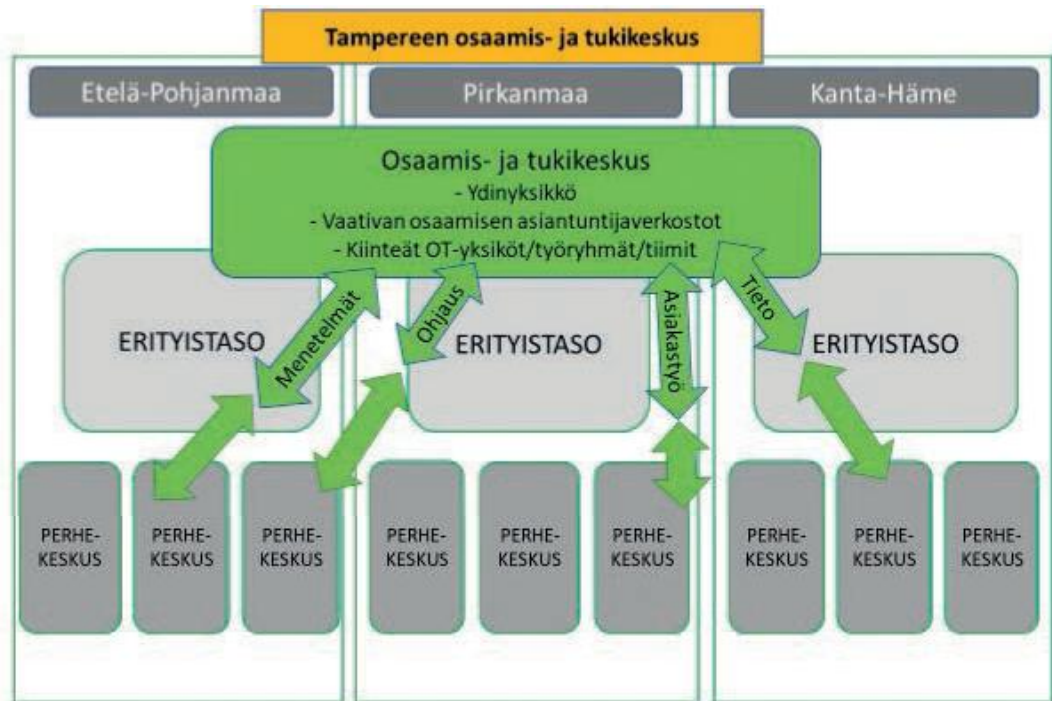 Tampereen osaamis- ja tukikeskus
Etelä-Pohjanmaa
Pirkanmaa
Kanta-Häme
Osaamis- ja tukikeskus
- Ydinyksikkö
- Vaativan osaamisen asiantuntijaverkostot
- Kiinteät OT-yksiköt/työryhmät/tiimit
Menetelmät
Ohjaus
Asiakastyö
Tieto
ERITYISTASO
ERITYISTASO
ERITYISTASO
PERHE-
KESKUS
PERHE-
KESKUS
PERHE-
KESKUS
PERHE-
KESKUS
PERHE-
KESKUS
PERHE-
KESKUS
PERHE-
KESKUS
PERHE-
KESKUS
PERHE-
KESKUS